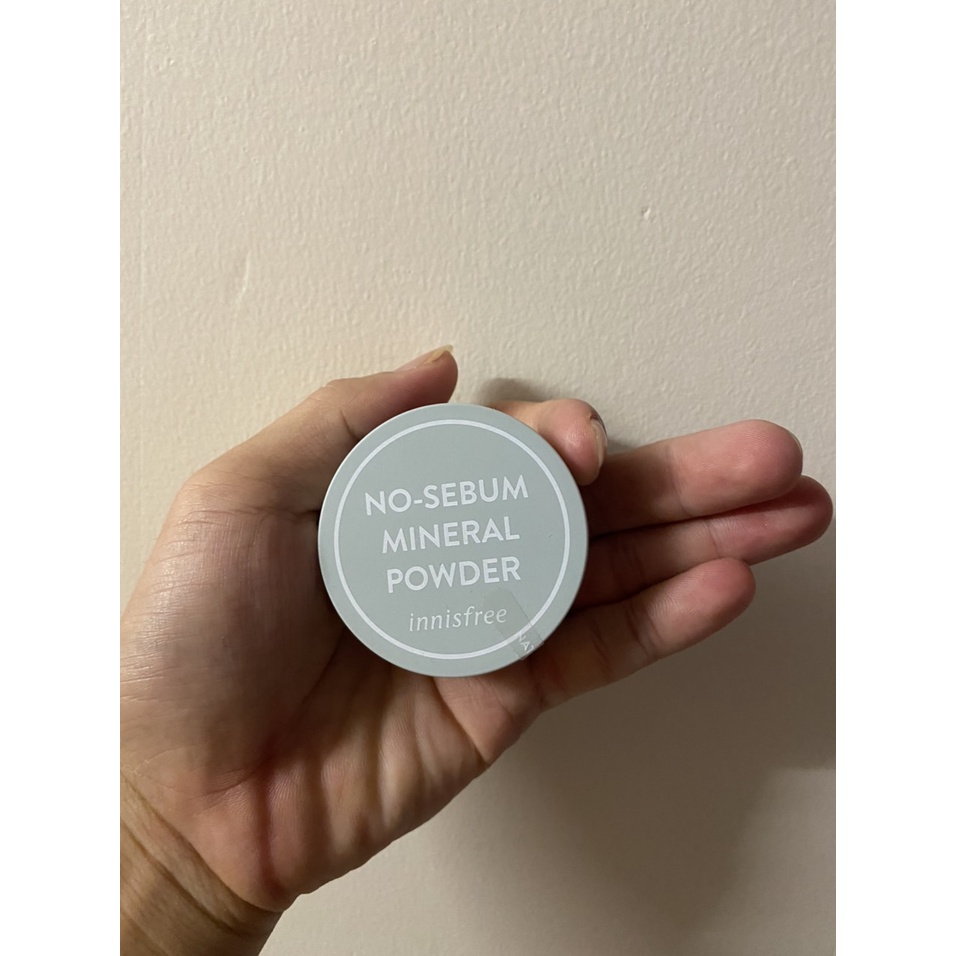 NO-SEBUM
MINERAL
POWDER
innisfree